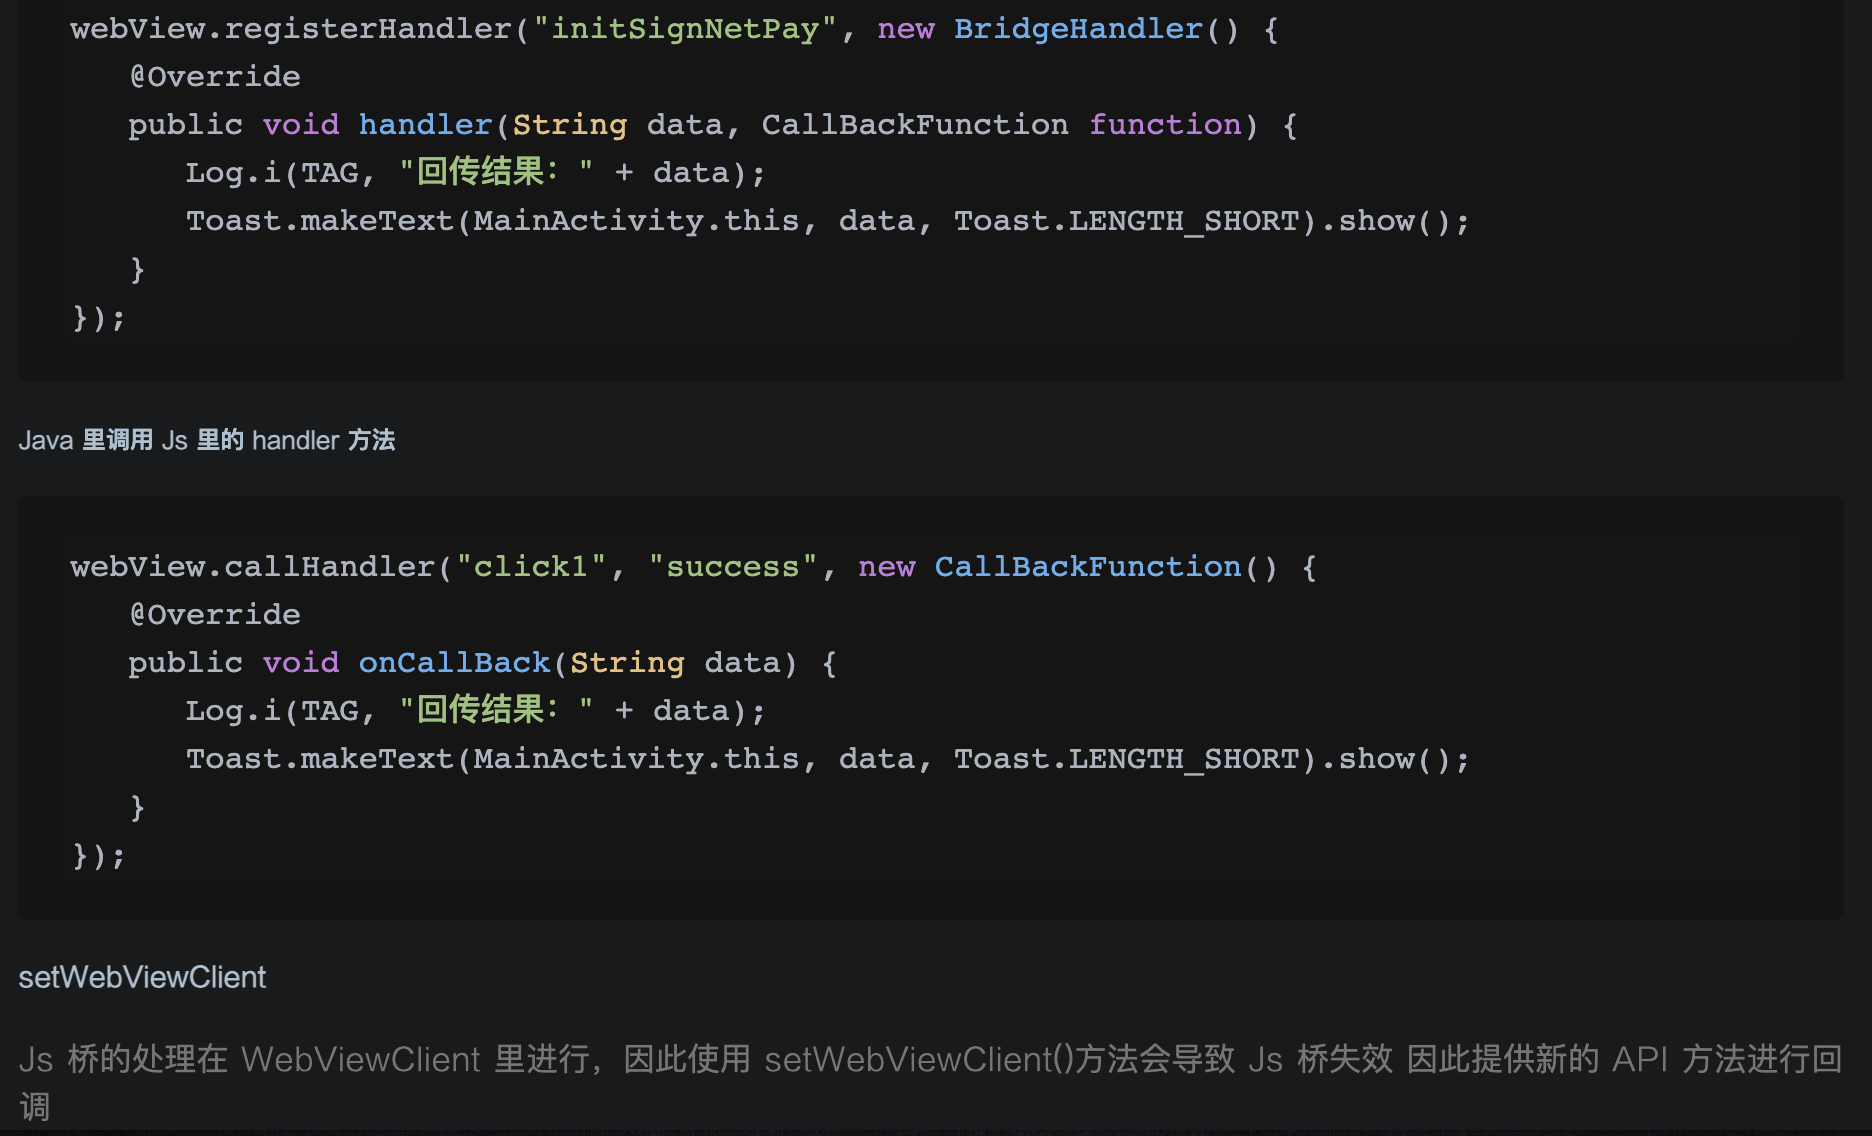 webView.registerHandler("initSignNetPay", new BridgeHandler() {
@Override
public void handler(String data, CallBackFunction function) {
Log.i(TAG, "回传结果：" + data);
Toast.makeText(MainActivity.this, data, Toast.LENGTH_SHORT).show();
}
});
Java 里调用 Js 里的 handler 方法
webView.callHandler("click1", "success", new CallBackFunction() {
@Override
public void onCallBack(String data) {
Log.i(TAG, "回传结果：" + data);
Toast.makeText(MainActivity.this, data, Toast.LENGTH_SHORT).show();
}
});
setWebViewClient
Js 桥的处理在 WebViewClient 里进行，因此使用 setWebViewClient()方法会导致 Js 桥失效 因此提供新的 API 方法进行回
调